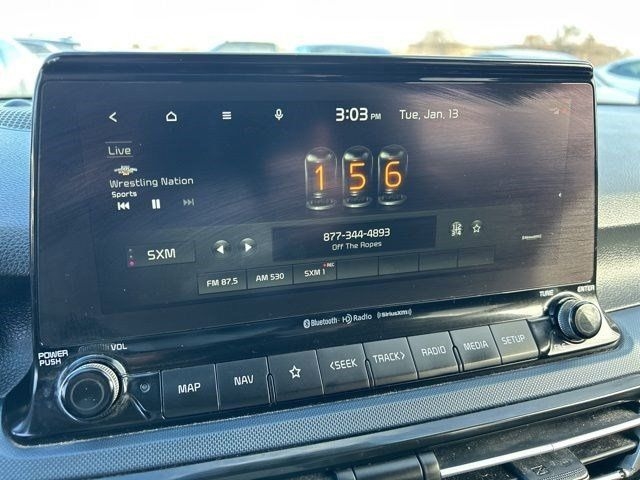 3:03 PM Tue, Jan. 13
Live
Wrestling Nation
Sports
156
877-344-4893
Off The Ropes
SXM
FM 87.5
AM 530
REC
SXM 1
SiriusXM
Bluetooth HD Radio ((SiriusXM))
POWER
PUSH
VOL
TUNE
ENTER
MAP
NAV
<SEEK
TRACK>
RADIO
MEDIA
SETUP